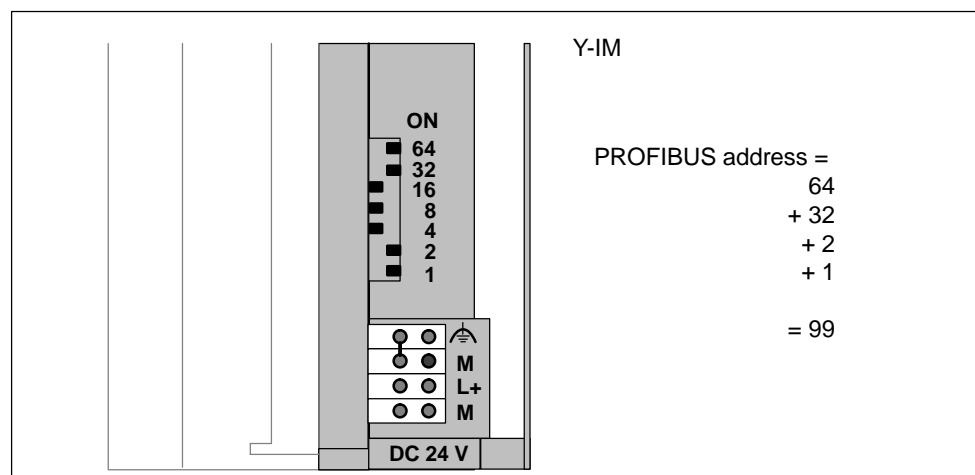 Y-IM
ON
64
32
16
8
4
2
1
PROFIBUS address =
64
+ 32
+ 2
+ 1
= 99
M
L+
M
DC 24 V